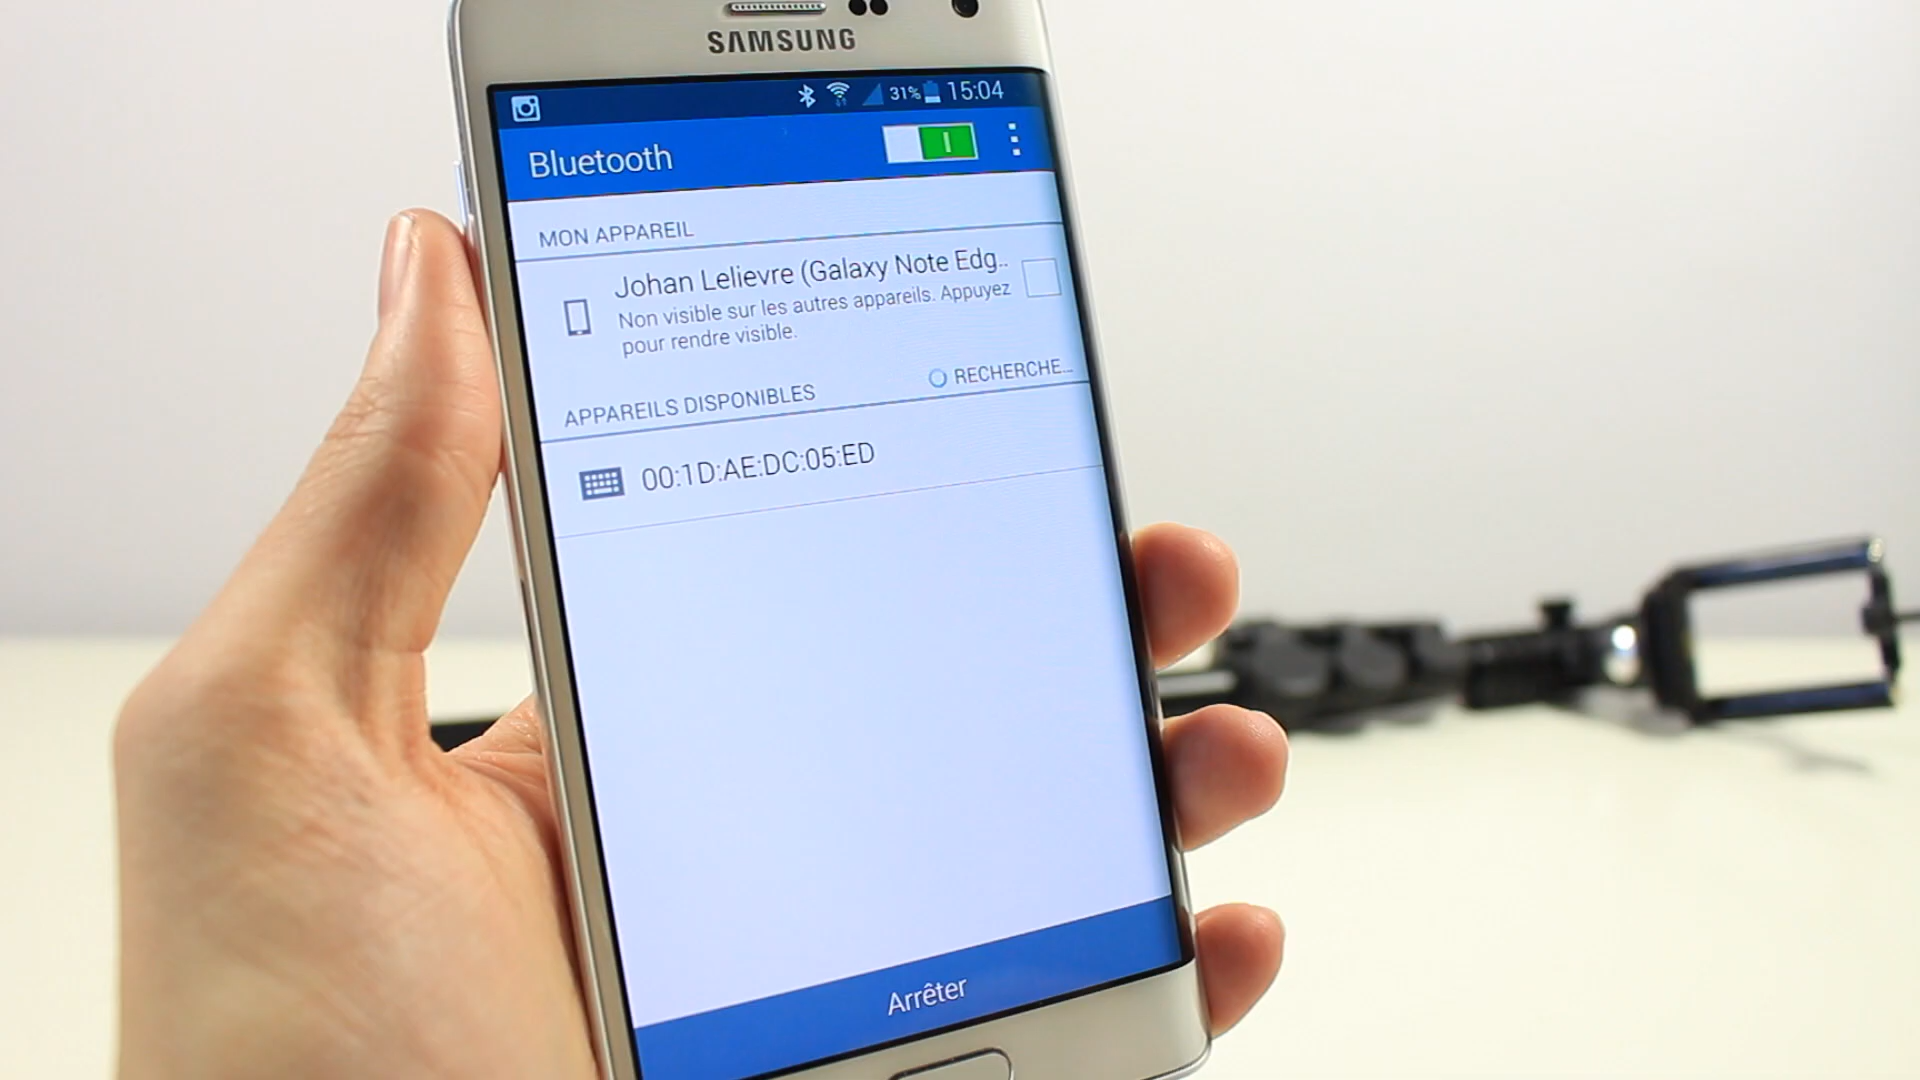 SAMSUNG
31% 15:04
Bluetooth
MON APPAREIL
Johan Lelievre (Galaxy Note Edg..
Non visible sur les autres appareils. Appuyez
pour rendre visible.
APPAREILS DISPONIBLES
RECHERCHE...
00:1D:AE:DC:05:ED
Arrêter